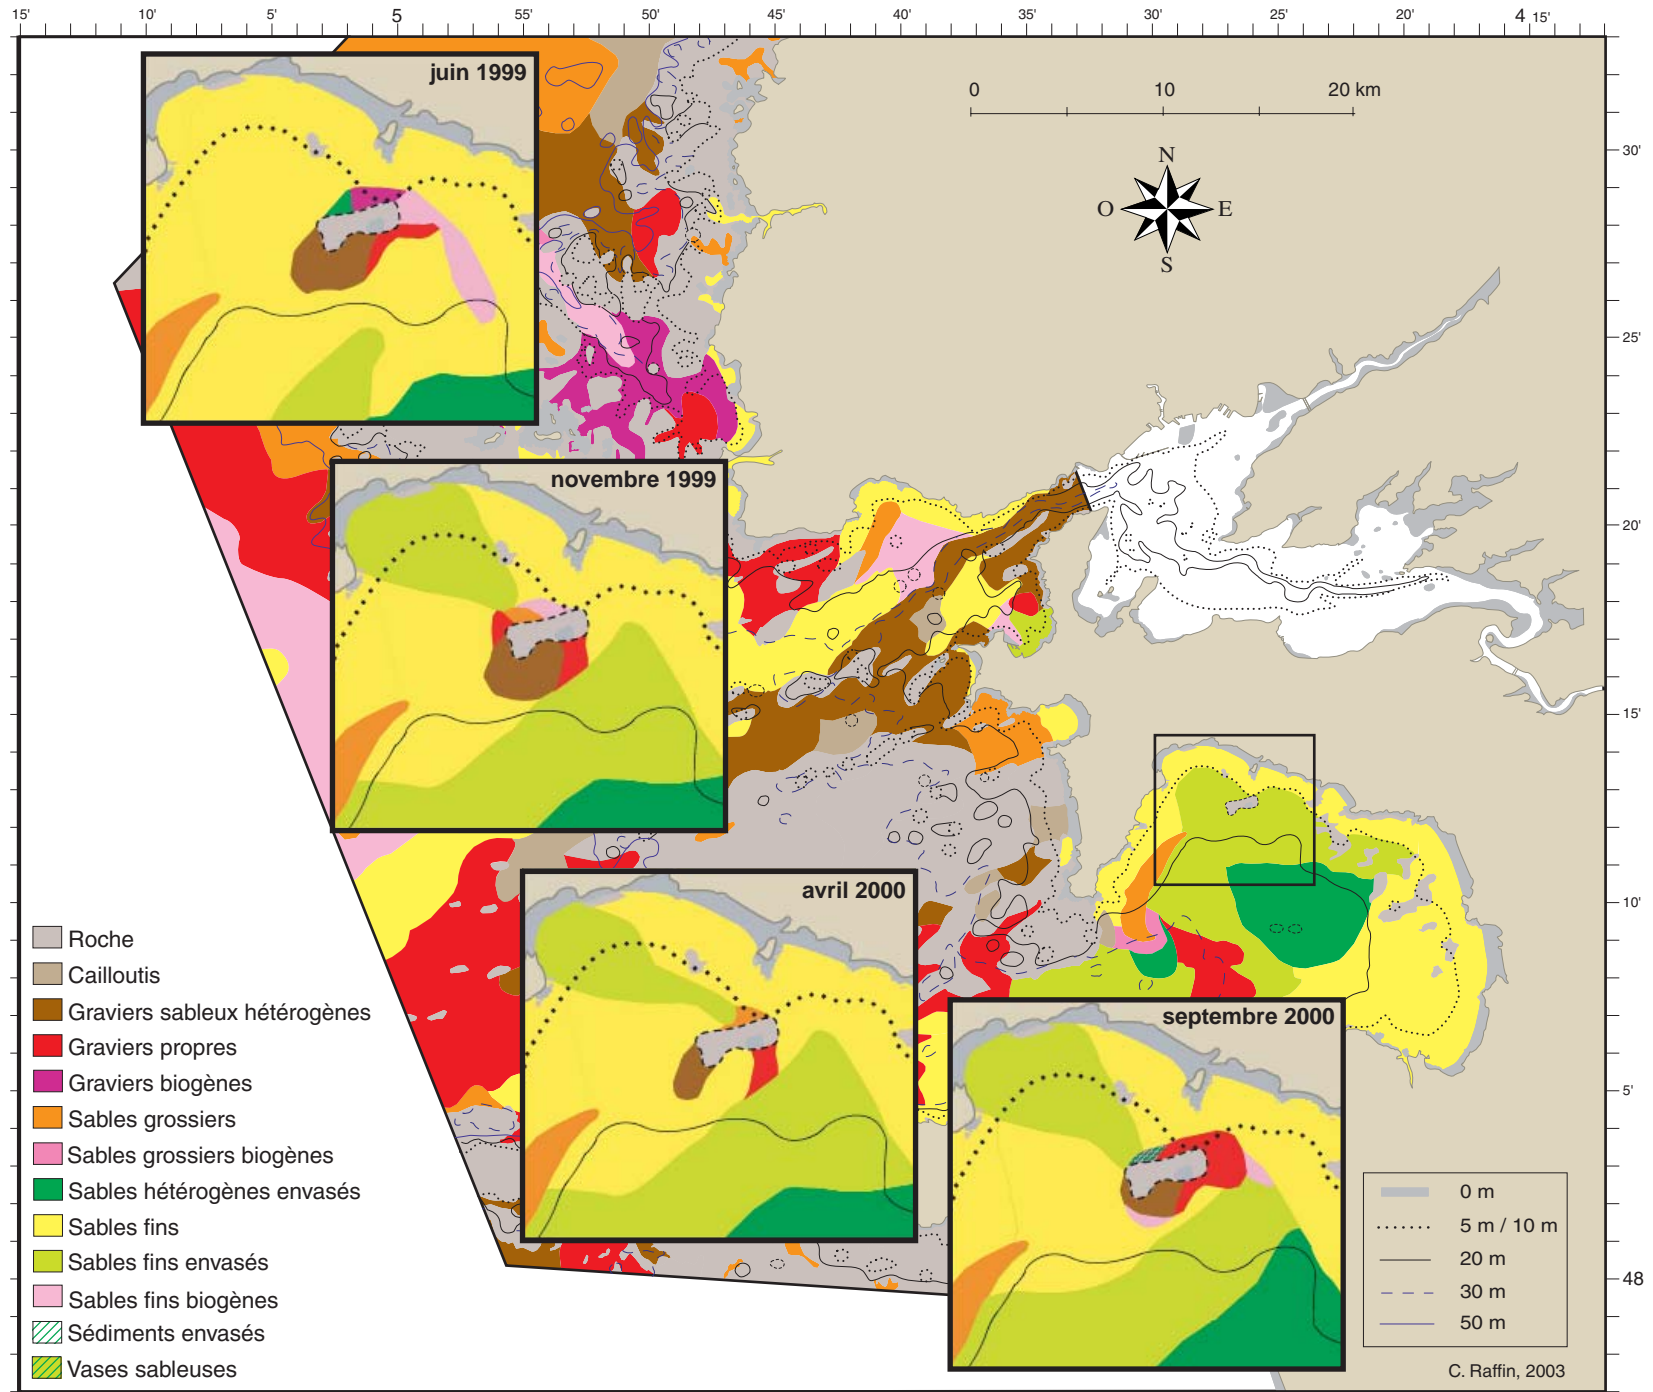 15' 10' 5' 5 55' 50' 45' 40' 35' 30' 25' 20' 4 15'
juin 1999
0 10 20 km
N
O E
S
30'
25'
novembre 1999
20'
15'
avril 2000
10'
septembre 2000
5'
48
Roche
Cailloutis
Graviers sableux hétérogènes
Graviers propres
Graviers biogènes
Sables grossiers
Sables grossiers biogènes
Sables hétérogènes envasés
Sables fins
Sables fins envasés
Sables fins biogènes
Sédiments envasés
Vases sableuses
0 m
5 m / 10 m
20 m
30 m
50 m
C. Raffin, 2003